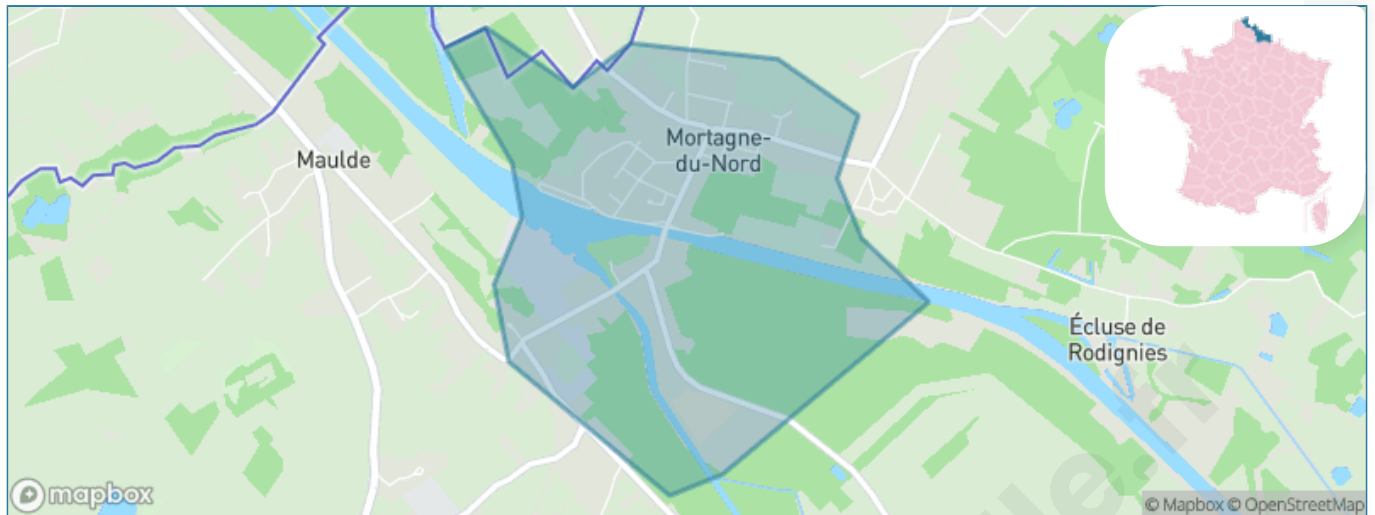 Mortagne-
du-Nord
Maulde
Écluse de
Rodignies
mapbox
© Mapbox © OpenStreetMap